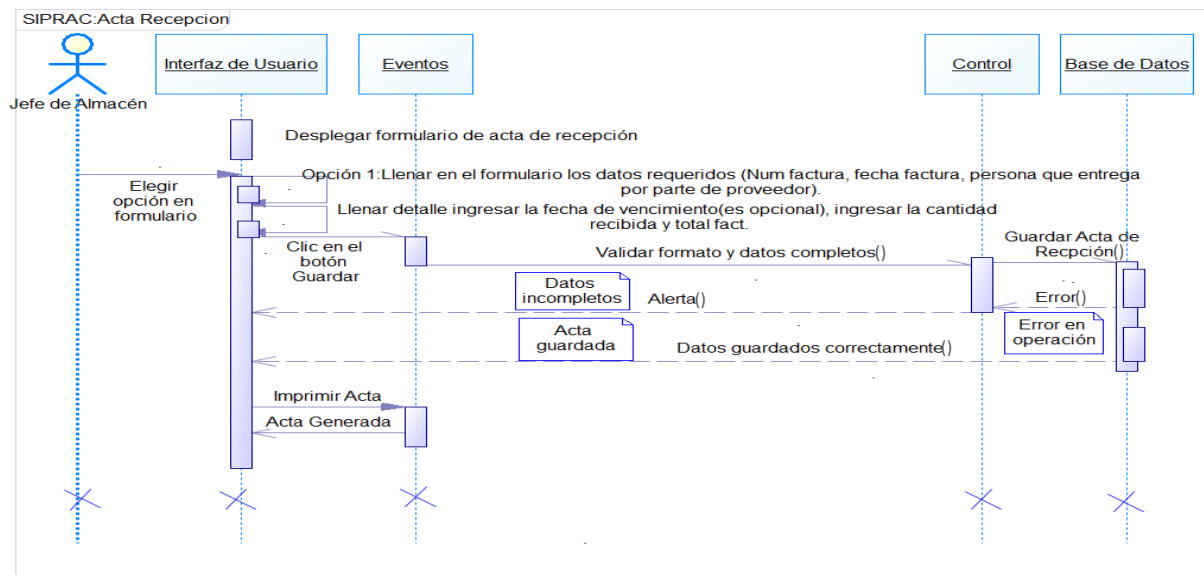 SIPRAC:Acta Recepcion
Jefe de Almacén
Interfaz de Usuario
Eventos
Control
Base de Datos
Desplegar formulario de acta de recepción
Elegir
opción en
formulario
Opción 1:Llenar en el formulario los datos requeridos (Num factura, fecha factura, persona que entrega
por parte de proveedor).
Llenar detalle ingresar la fecha de vencimiento(es opcional), ingresar la cantidad
recibida y total fact.
Clic en el
botón
Guardar
Validar formato y datos completos()
Guardar Acta de
Recpción()
Datos
incompletos
Alerta()
Error()
Error en
operación
Acta
guardada
Datos guardados correctamente()
Imprimir Acta
Acta Generada